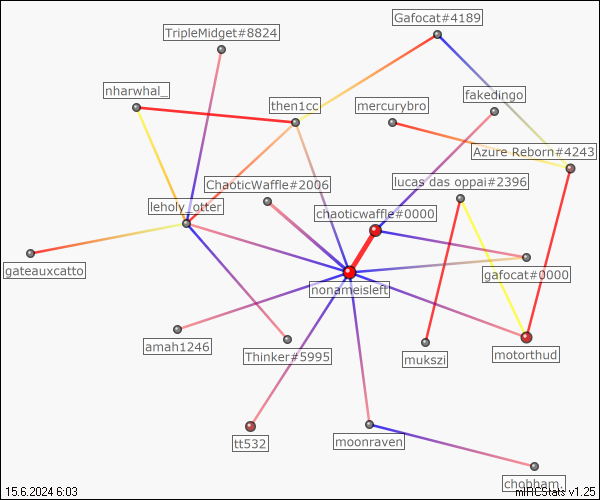 Gafocat#4189
TripleMidget#8824
nharwhal_
fakedingo
then1cc
mercurybro
Azure Reborn#4243
ChaoticWaffle#2006
lucas das oppai#2396
leholy_otter
chaoticwaffle#0000
gateauxcatto
gafocat#0000
nonameisleft
amah1246
Thinker#5995
mukszi
motorthud
tt532
moonraven
chobham.
15.6.2024 6:03
mIRCStats v1.25